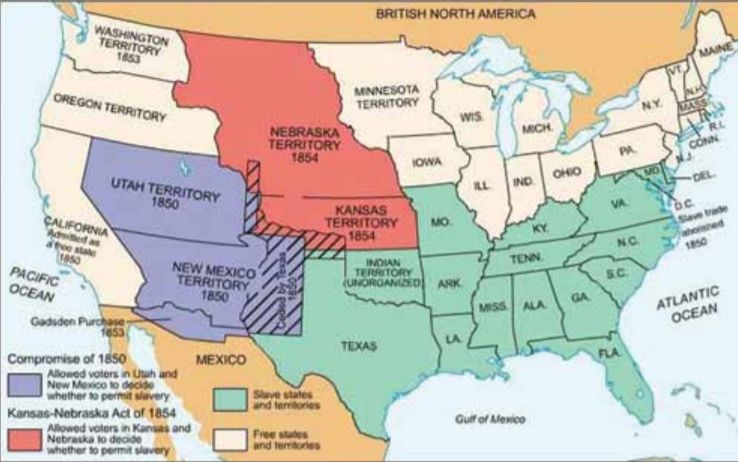 BRITISH NORTH AMERICA
WASHINGTON
TERRITORY
1853
OREGON TERRITORY
MINNESOTA
TERRITORY
NEBRASKA
TERRITORY
1854
WIS.
MICH.
IOWA
ILL.
IND.
OHIO
PA.
N.Y.
VT.
N.H.
MAINE
MASS.
R.I.
CONN.
N.J.
DEL.
MD.
D.C.
Slave trade
abolished
1850
UTAH TERRITORY
1850
CALIFORNIA
Admitted as
a free state
1850
KANSAS
TERRITORY
1854
MO.
KY.
VA.
N.C.
TENN.
S.C.
NEW MEXICO
TERRITORY
1850
Ceded by Texas
1850
INDIAN
TERRITORY
(UNORGANIZED)
ARK.
MISS.
ALA.
GA.
LA.
FLA.
TEXAS
PACIFIC
OCEAN
ATLANTIC
OCEAN
Gadsden Purchase
1853
MEXICO
Gulf of Mexico
Compromise of 1850
Allowed voters in Utah and
New Mexico to decide
whether to permit slavery
Kansas-Nebraska Act of 1854
Allowed voters in Kansas and
Nebraska to decide
whether to permit slavery
Slave states
and territories
Free states
and territories